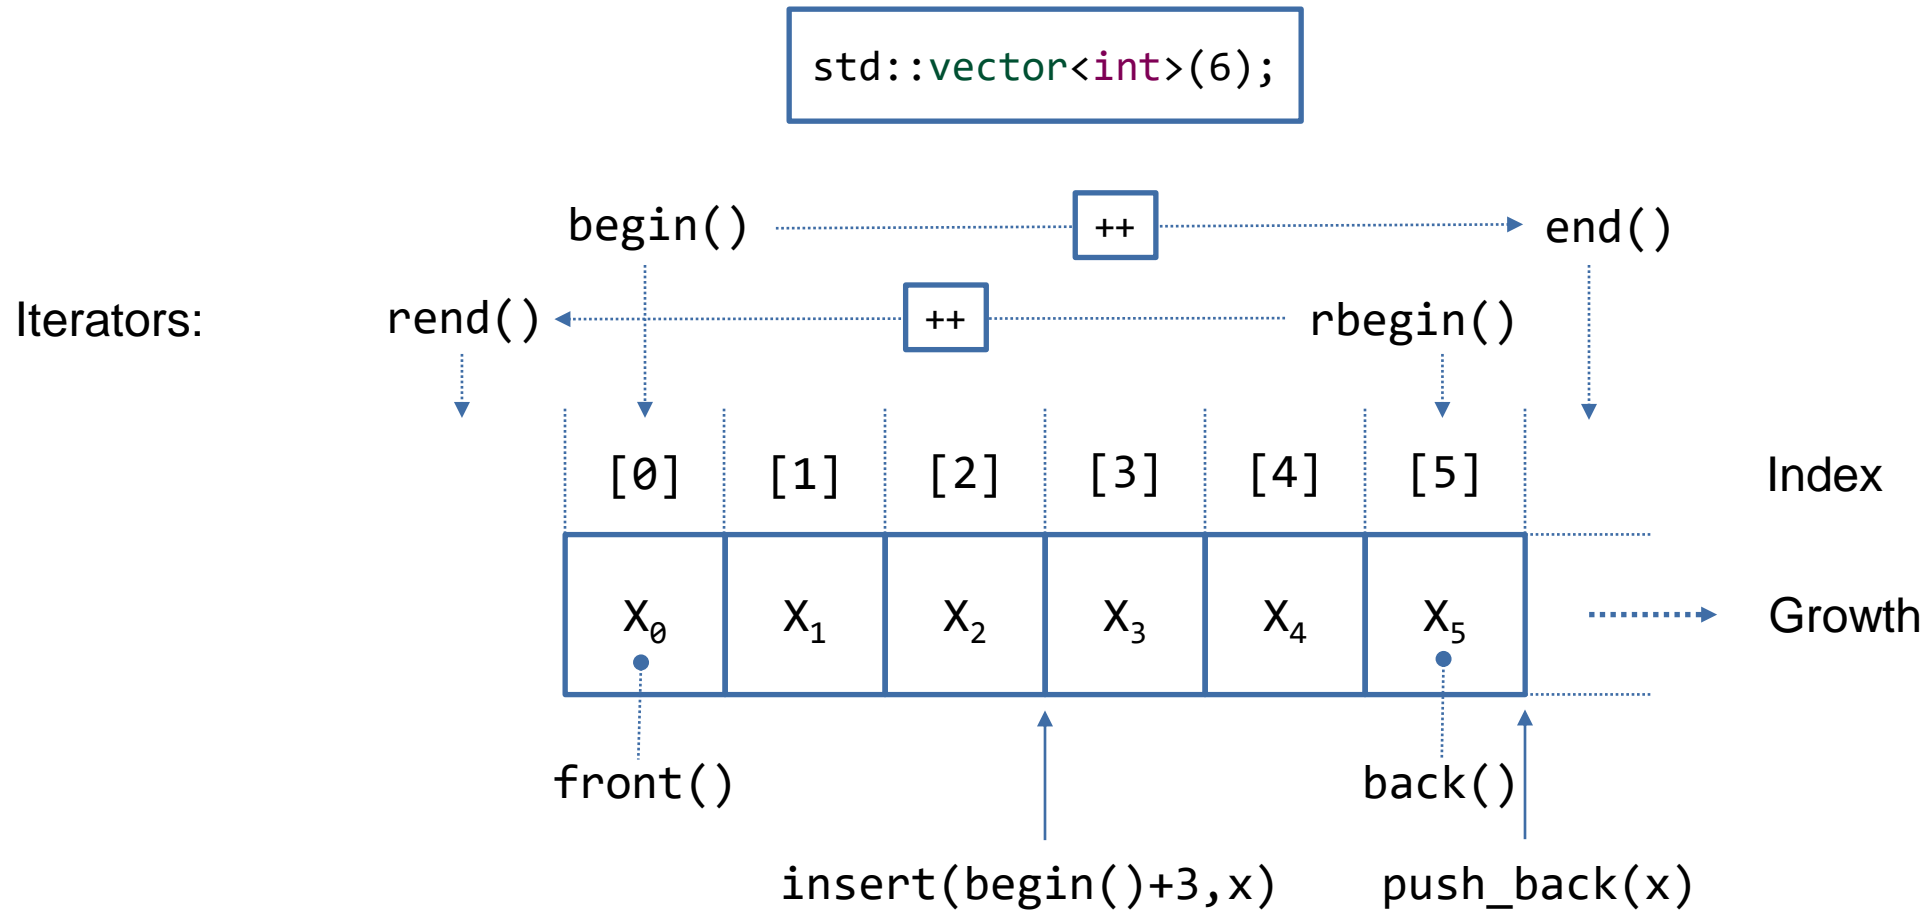 std::vector<int>(6);
begin() ++ end()
Iterators: rend() ++ rbegin()
[0] [1] [2] [3] [4] [5] Index
X₀ X₁ X₂ X₃ X₄ X₅ Growth
front() back()
insert(begin()+3,x) push_back(x)